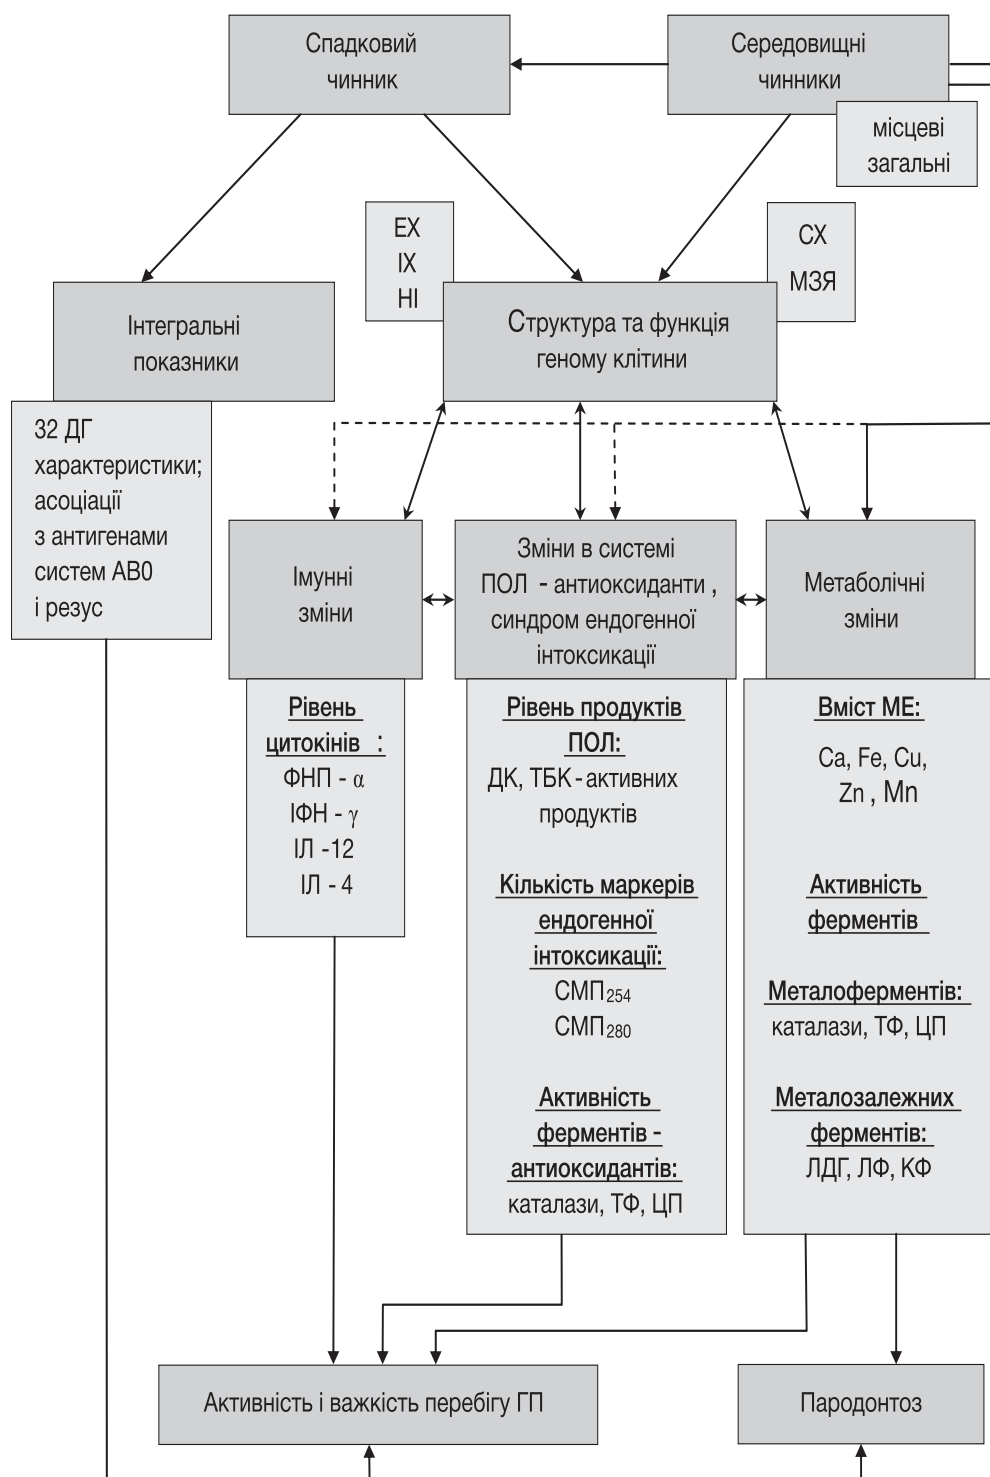 Спадковий
чинник
Середовищні
чинники
місцеві
загальні
ЕХ
ІХ
НІ
СХ
МЗЯ
Інтегральні
показники
Структура та функція
геному клітини
32 ДГ
характеристики;
асоціації
з антигенами
систем АВ0
і резус
Імунні
зміни
Зміни в системі
ПОЛ - антиоксиданти ,
синдром ендогенної
інтоксикації
Метаболічні
зміни
Рівень
цитокінів :
ФНП - α
ІФН - γ
ІЛ -12
ІЛ - 4
Рівень продуктів
ПОЛ:
ДК, ТБК - активних
продуктів
Кількість маркерів
ендогенної
інтоксикації:
СМП254
СМП280
Активність
ферментів -
антиоксидантів:
каталази, ТФ, ЦП
Вміст МЕ:
Ca, Fe, Cu,
Zn , Mn
Активність
ферментів
Металоферментів:
каталази, ТФ, ЦП
Металозалежних
ферментів:
ЛДГ, ЛФ, КФ
Активність і важкість перебігу ГП
Пародонтоз